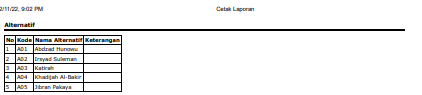 2/11/22, 9:02 PM Cetak Laporan
Alternatif
No Kode Nama Alternatif Keterangan
1 A01 Abdzad Hunowu
2 A02 Irsyad Suleman
3 A03 Katirah
4 A04 Khadijah Al-Bakir
5 A05 Jibran Pakaya